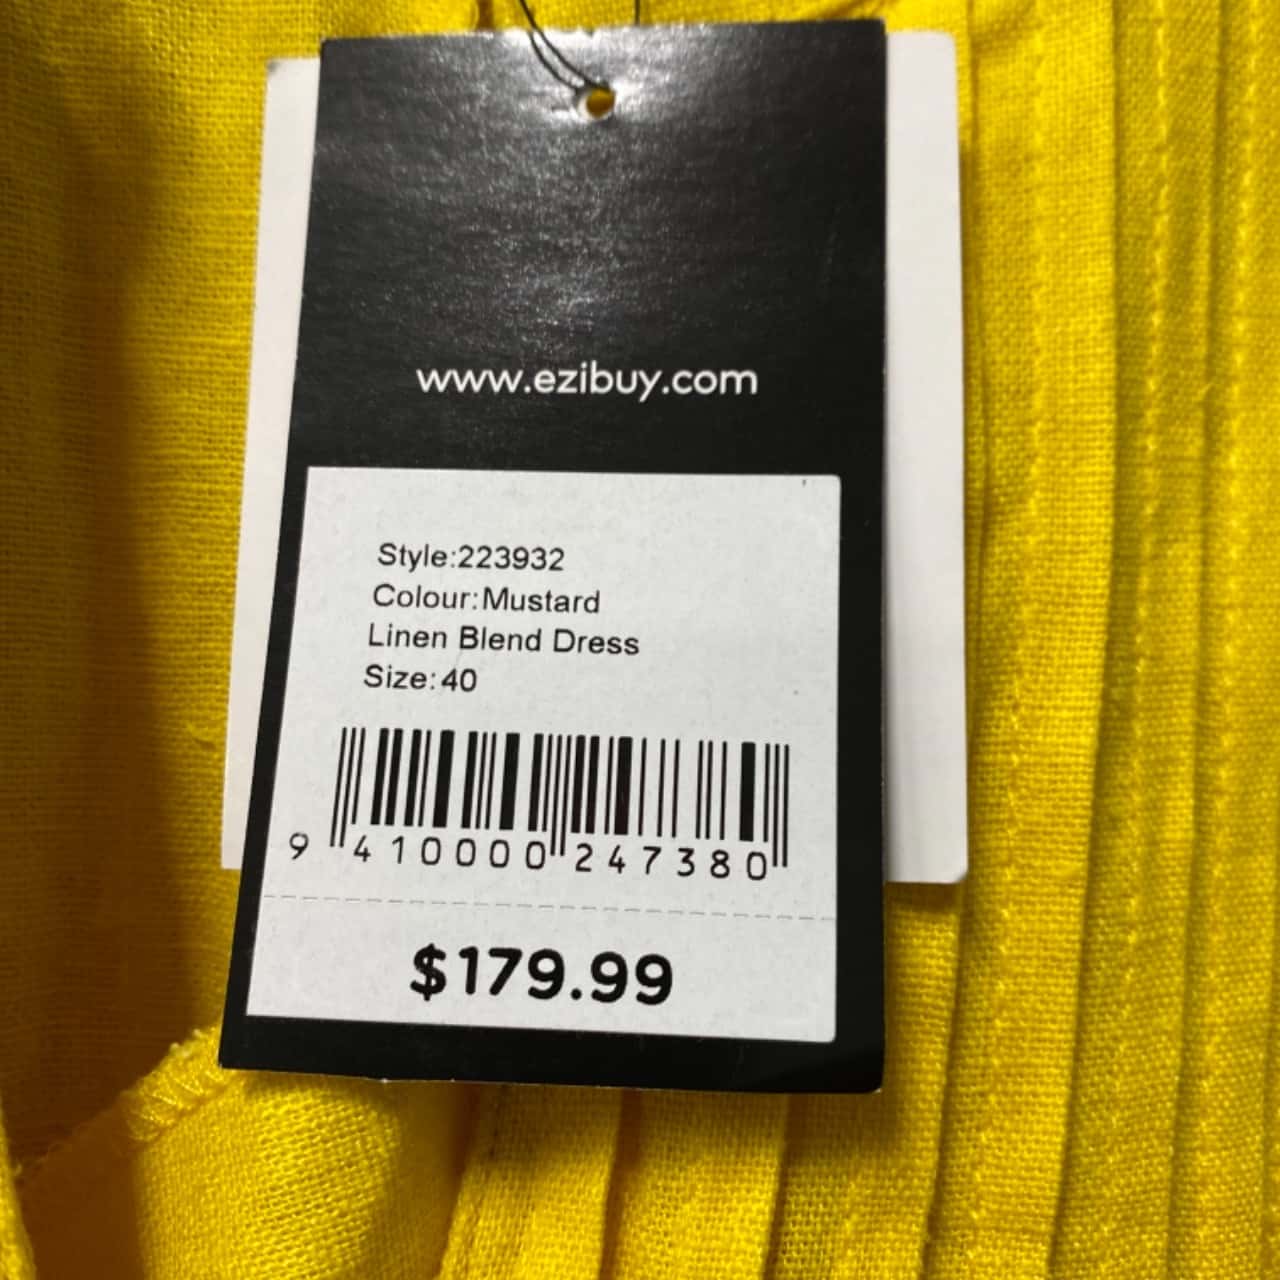 www.ezibuy.com
Style:223932
Colour:Mustard
Linen Blend Dress
Size:40
9 410000 247380
$179.99